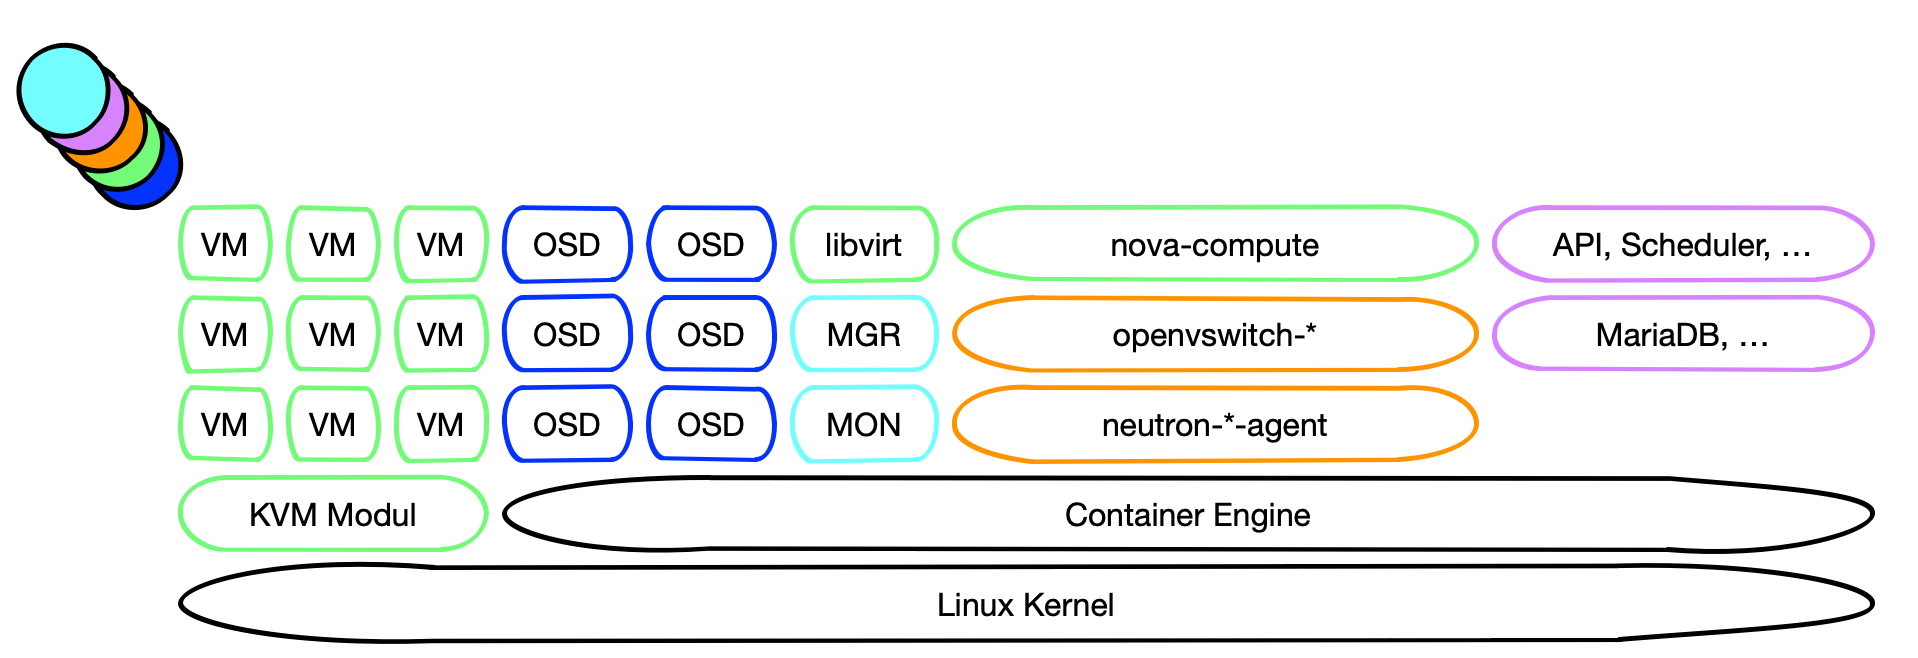 VM VM VM OSD OSD libvirt nova-compute API, Scheduler, ...
VM VM VM OSD OSD MGR openvswitch-* MariaDB, ...
VM VM VM OSD OSD MON neutron-*-agent
KVM Modul Container Engine
Linux Kernel